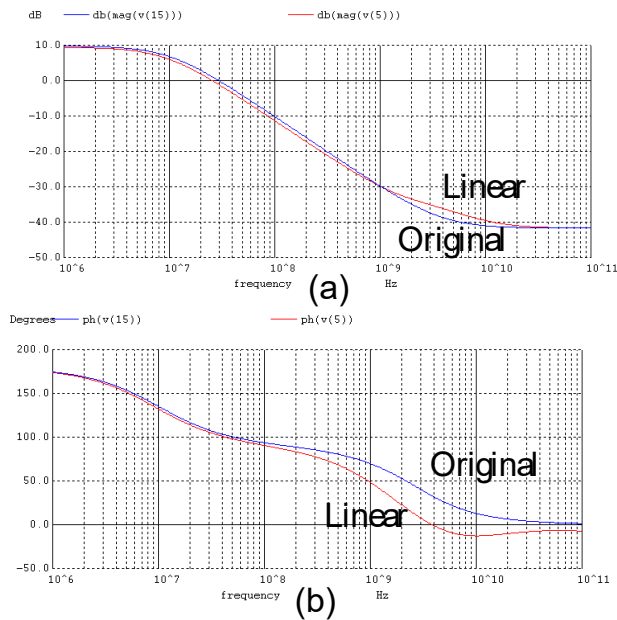 dB db(mag(v(15))) db(mag(v(5)))
10.0
0.0
-10.0
-20.0
-30.0
-40.0
-50.0
Linear
Original
10^6 10^7 10^8 10^9 10^10 10^11
frequency Hz
(a)
Degrees ph(v(15)) ph(v(5))
200.0
150.0
100.0
50.0
0.0
-50.0
Original
Linear
10^6 10^7 10^8 10^9 10^10 10^11
frequency Hz
(b)